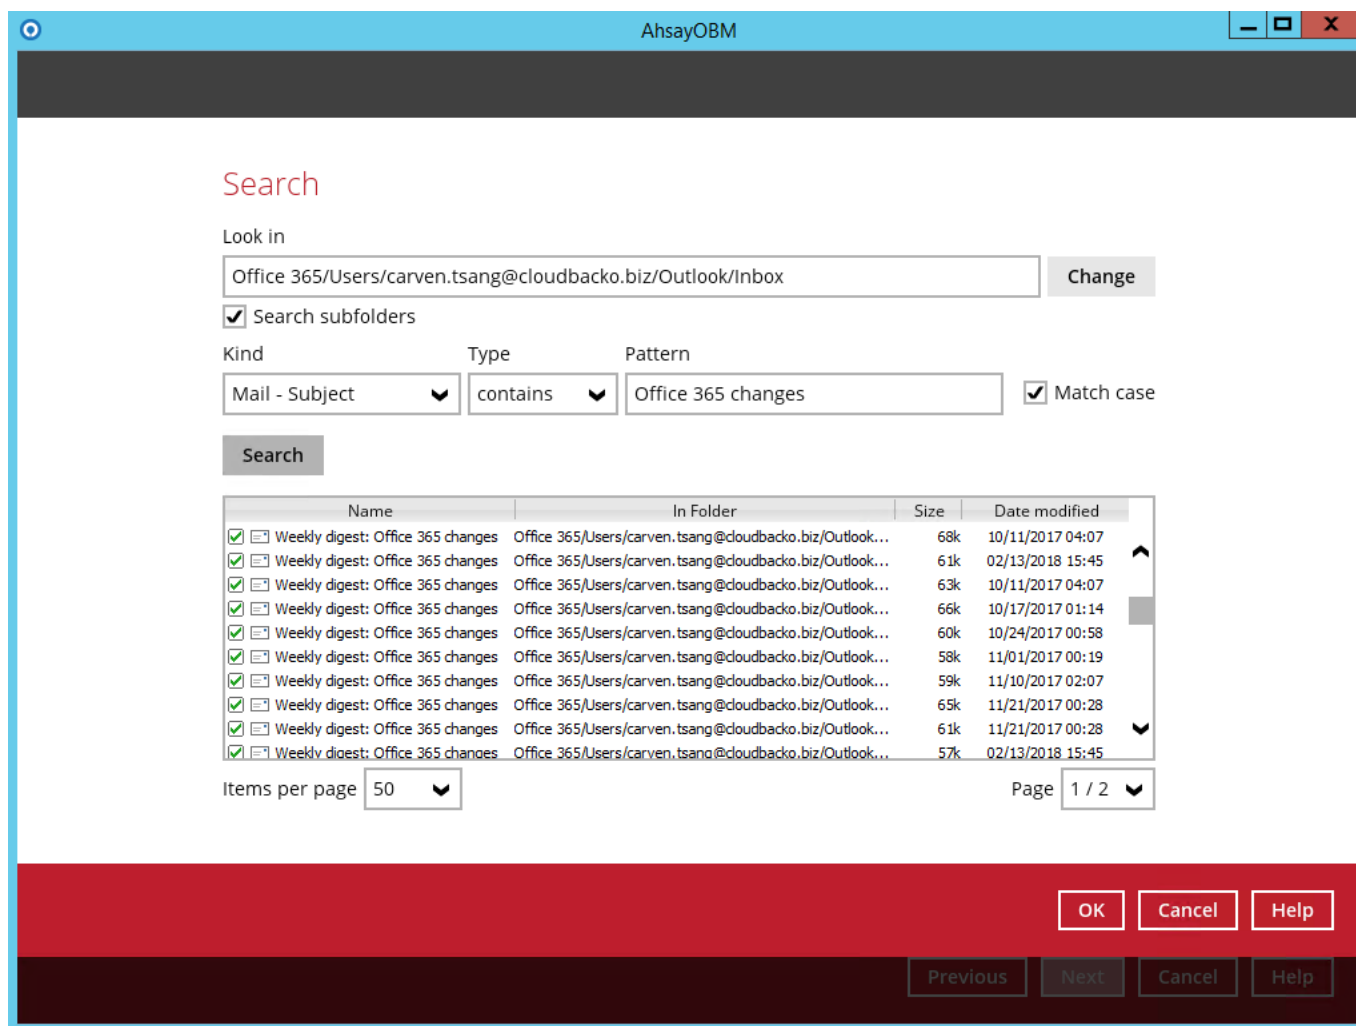 AhsayOBM
X
Search
Look in
Office 365/Users/carven.tsang@cloudbacko.biz/Outlook/Inbox Change
Search subfolders
Kind Type Pattern
Mail - Subject contains Office 365 changes Match case
Search
Name In Folder Size Date modified
Weekly digest: Office 365 changes Office 365/Users/carven.tsang@cloudbacko.biz/Outlook... 68k 10/11/2017 04:07
Weekly digest: Office 365 changes Office 365/Users/carven.tsang@cloudbacko.biz/Outlook... 61k 02/13/2018 15:45
Weekly digest: Office 365 changes Office 365/Users/carven.tsang@cloudbacko.biz/Outlook... 63k 10/11/2017 04:07
Weekly digest: Office 365 changes Office 365/Users/carven.tsang@cloudbacko.biz/Outlook... 66k 10/17/2017 01:14
Weekly digest: Office 365 changes Office 365/Users/carven.tsang@cloudbacko.biz/Outlook... 60k 10/24/2017 00:58
Weekly digest: Office 365 changes Office 365/Users/carven.tsang@cloudbacko.biz/Outlook... 58k 11/01/2017 00:19
Weekly digest: Office 365 changes Office 365/Users/carven.tsang@cloudbacko.biz/Outlook... 59k 11/10/2017 02:07
Weekly digest: Office 365 changes Office 365/Users/carven.tsang@cloudbacko.biz/Outlook... 65k 11/21/2017 00:28
Weekly digest: Office 365 changes Office 365/Users/carven.tsang@cloudbacko.biz/Outlook... 61k 11/21/2017 00:28
Weekly digest: Office 365 changes Office 365/Users/carven.tsang@cloudbacko.biz/Outlook... 57k 02/13/2018 15:45
Items per page 50 Page 1 / 2
OK Cancel Help
Previous Next Cancel Help